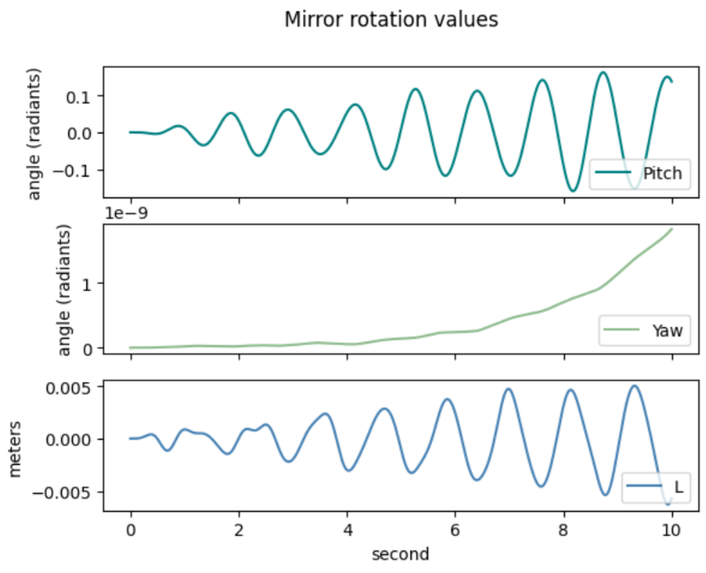 Mirror rotation values
angle (radiants)
0.1
0.0
−0.1
Pitch
1e−9
angle (radiants)
1
0
Yaw
meters
0.005
0.000
−0.005
L
0 2 4 6 8 10
second